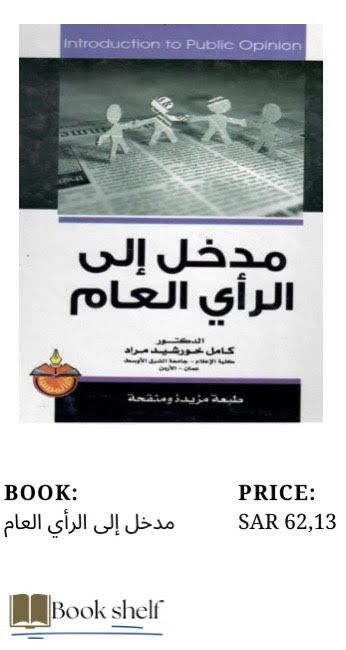 Introduction to Public Opinion
مدخل إلى
الرأي العام
الدكتور
كامل خورشيد مراد
كلية الإعلام - جامعة الشرق الأوسط
عمان - الأردن
طبعة مزيدة ومنقحة
BOOK: PRICE:
مدخل إلى الرأي العام SAR 62,13
Book shelf